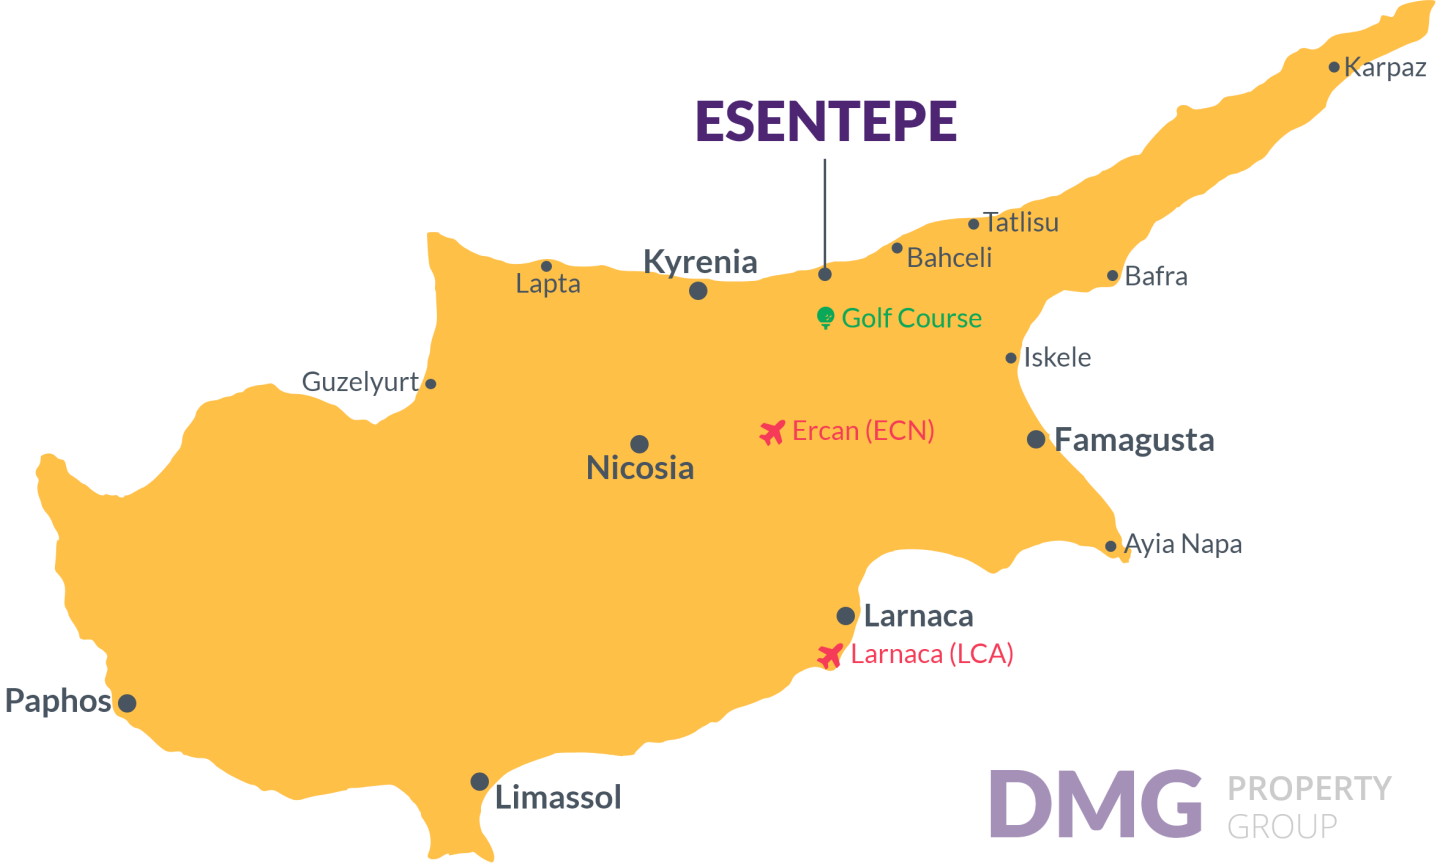 Karpaz
ESENTEPE
Tatlisu
Kyrenia
Bahceli
Lapta
Bafra
Golf Course
Iskele
Guzelyurt
Ercan (ECN)
Famagusta
Nicosia
Ayia Napa
Larnaca
Larnaca (LCA)
Paphos
Limassol
DMG PROPERTY
GROUP